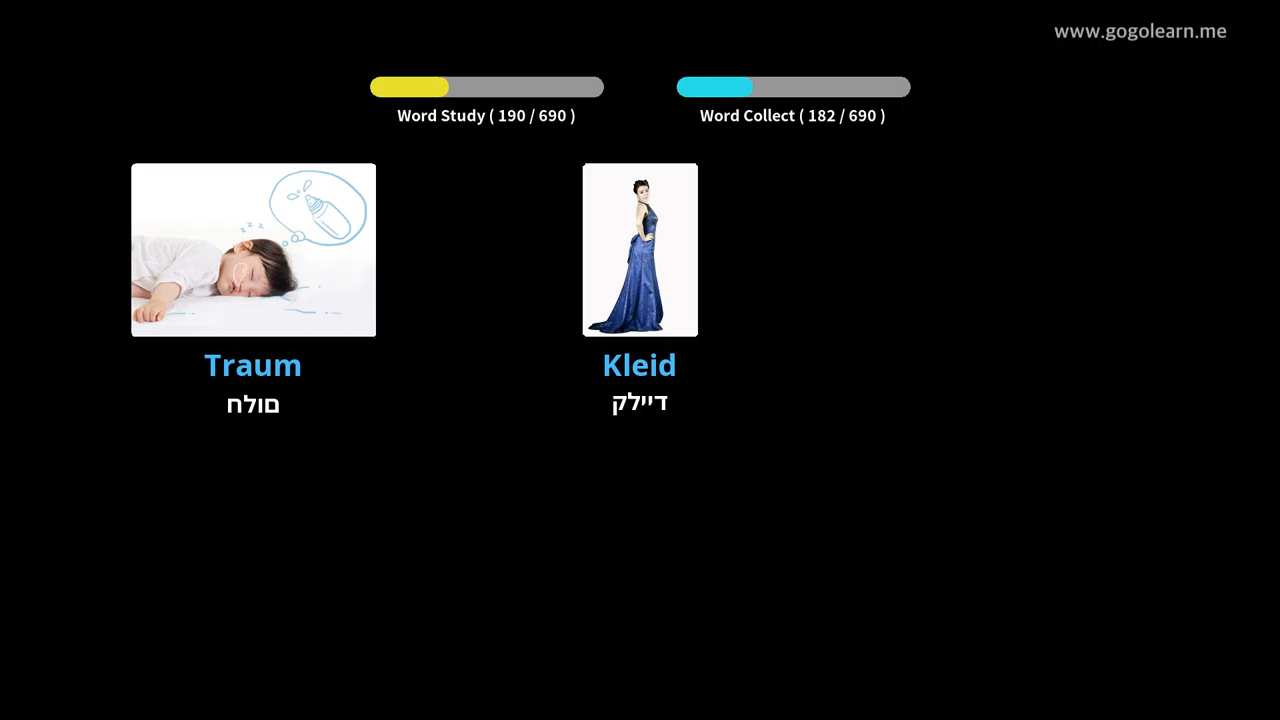 www.gogolearn.me
Word Study ( 190 / 690 )
Word Collect ( 182 / 690 )
Traum
חלום
Kleid
קלייד